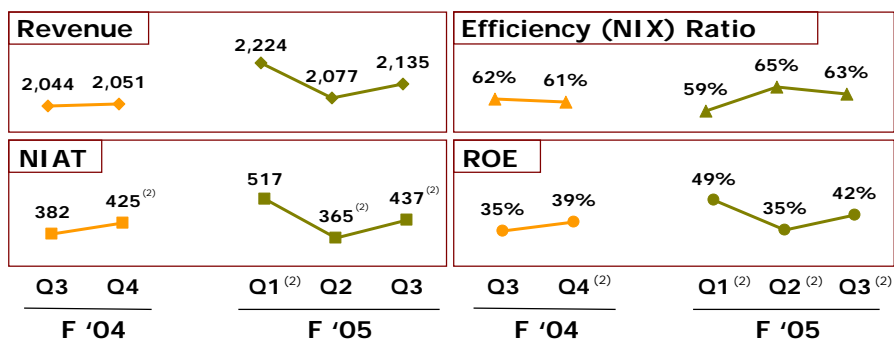 Revenue
2,044 2,051 2,224 2,077 2,135
Efficiency (NIX) Ratio
62% 61% 59% 65% 63%
NIAT
382 425 (2) 517 365 (2) 437 (2)
ROE
35% 39% 49% 35% 42%
Q3 Q4 Q1 (2) Q2 Q3 Q3 Q4 (2) Q1 (2) Q2 (2) Q3 (2)
F '04 F '05 F '04 F '05